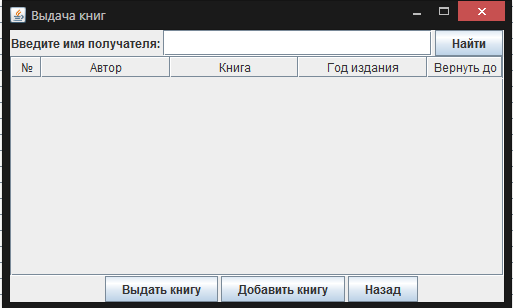 Выдача книг
Введите имя получателя: Найти
№ Автор Книга Год издания Вернуть до
Выдать книгу Добавить книгу Назад